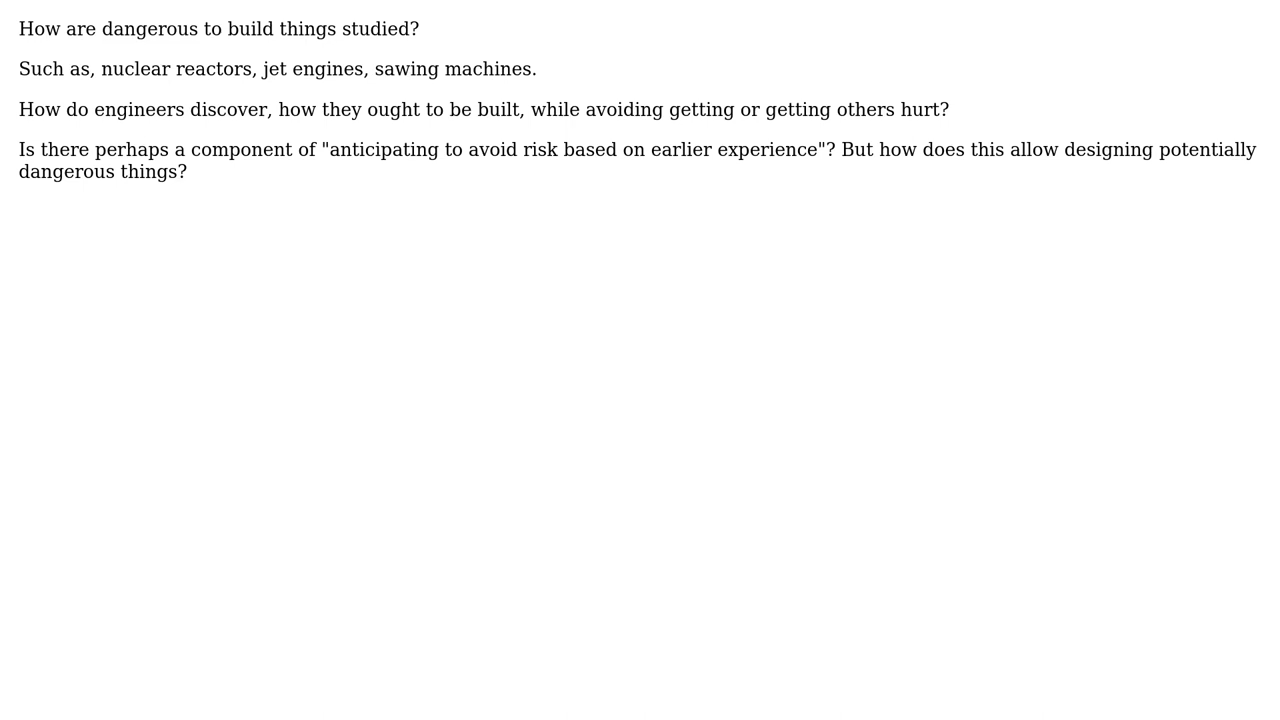 How are dangerous to build things studied?
Such as, nuclear reactors, jet engines, sawing machines.
How do engineers discover, how they ought to be built, while avoiding getting or getting others hurt?
Is there perhaps a component of "anticipating to avoid risk based on earlier experience"? But how does this allow designing potentially
dangerous things?